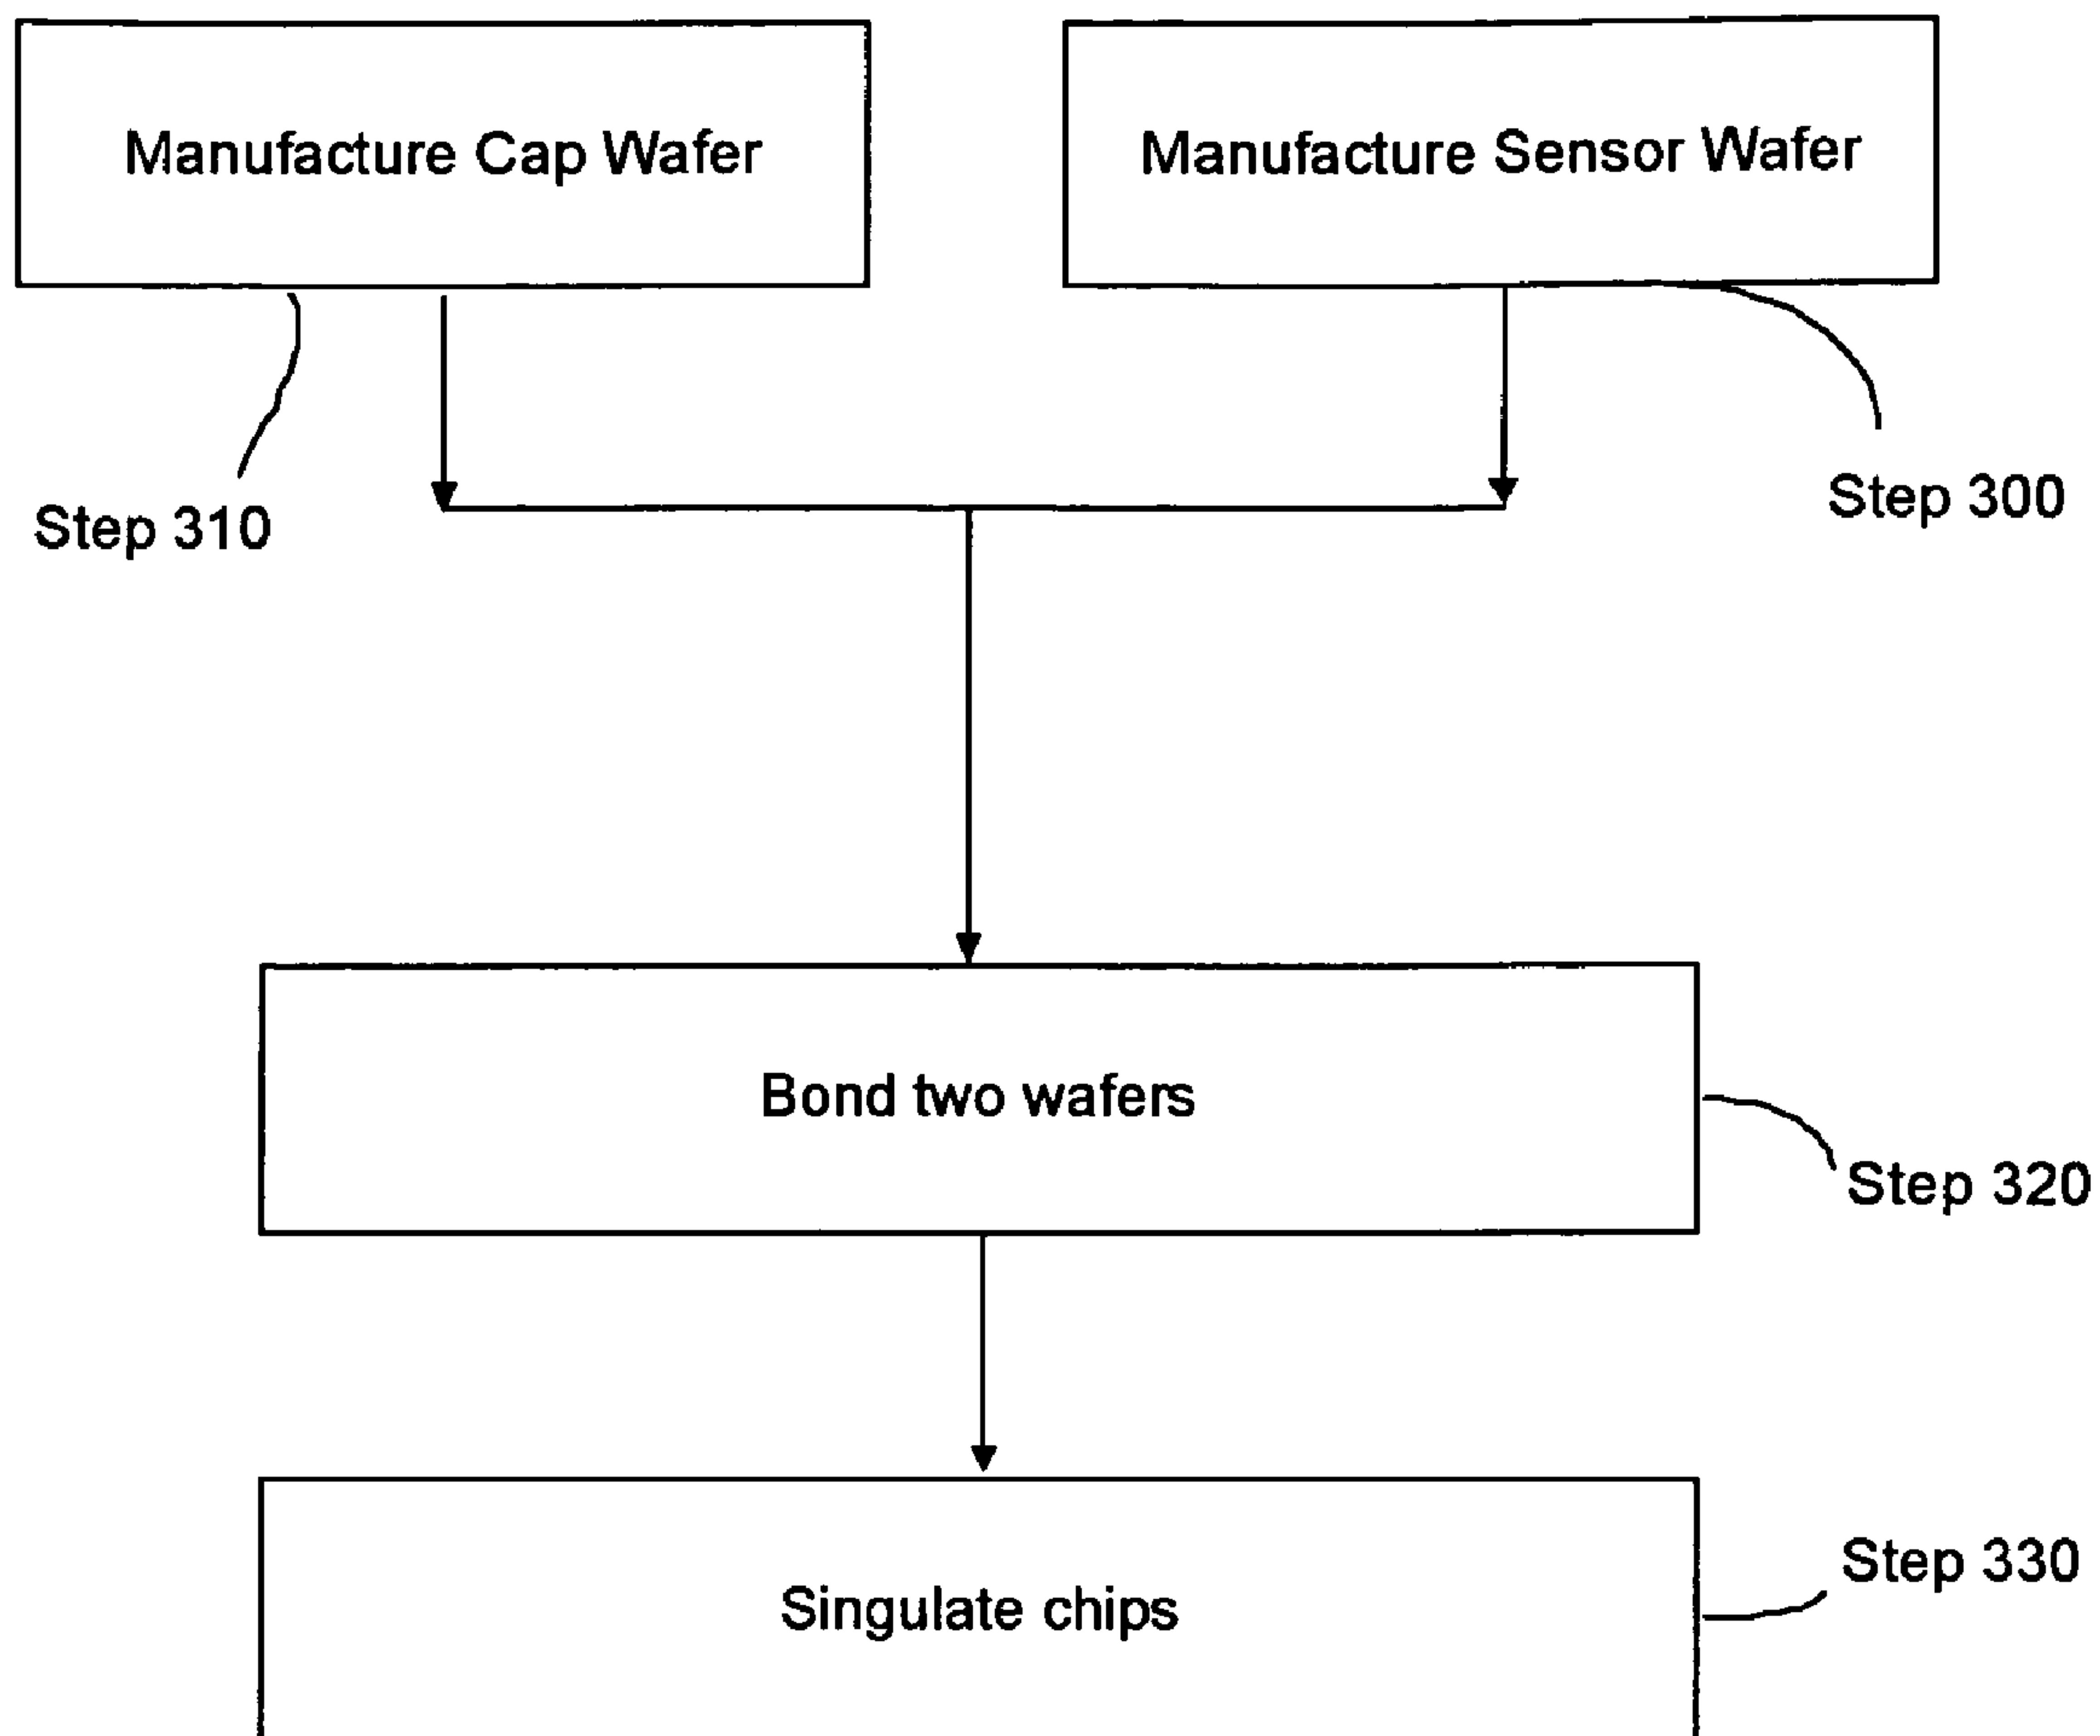 Manufacture Cap Wafer
Manufacture Sensor Wafer
Step 310
Step 300
Bond two wafers
Step 320
Singulate chips
Step 330